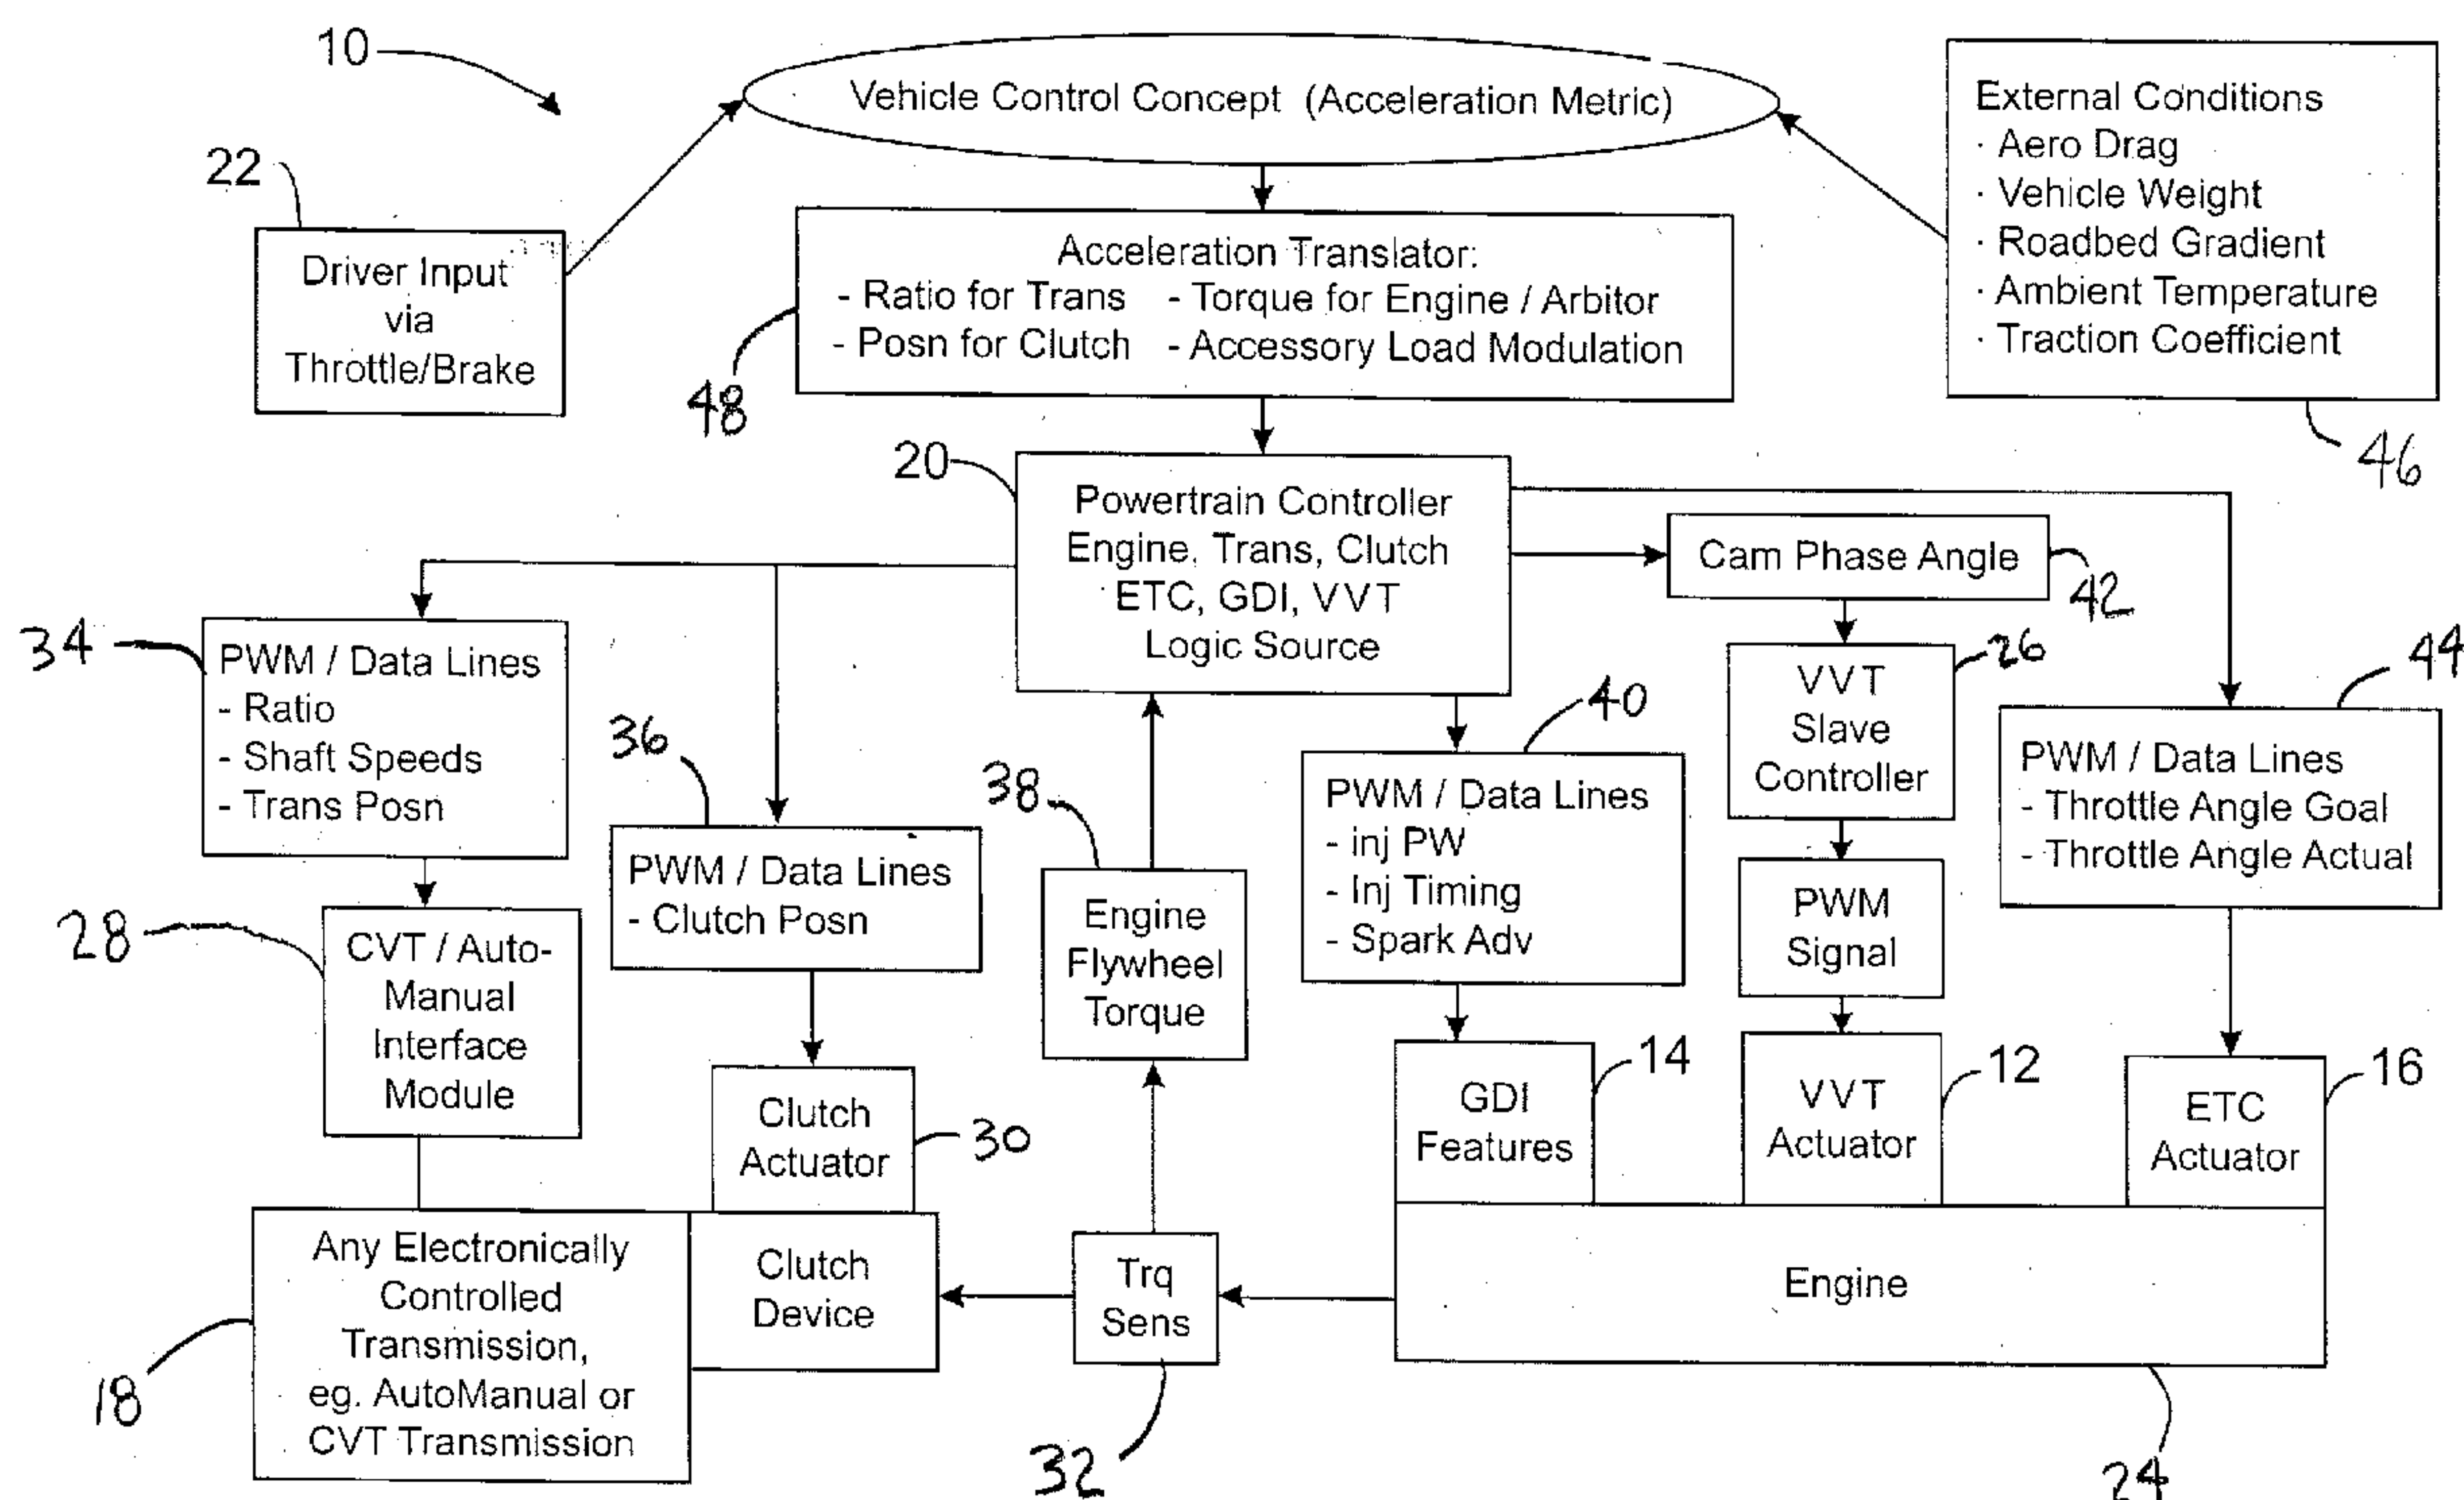 10
Vehicle Control Concept (Acceleration Metric)
External Conditions
· Aero Drag
· Vehicle Weight
· Roadbed Gradient
· Ambient Temperature
· Traction Coefficient
46
22
Driver Input
via
Throttle/Brake
Acceleration Translator:
- Ratio for Trans - Torque for Engine / Arbitor
- Posn for Clutch - Accessory Load Modulation
48
20
Powertrain Controller
Engine, Trans, Clutch
ETC, GDI, VVT
Logic Source
Cam Phase Angle
42
34
PWM / Data Lines
- Ratio
- Shaft Speeds
- Trans Posn
36
PWM / Data Lines
- Clutch Posn
38
Engine
Flywheel
Torque
40
PWM / Data Lines
- inj PW
- Inj Timing
- Spark Adv
26
VVT
Slave
Controller
PWM
Signal
44
PWM / Data Lines
- Throttle Angle Goal
- Throttle Angle Actual
28
CVT / Auto-
Manual
Interface
Module
Clutch
Actuator
30
GDI
Features
14
VVT
Actuator
12
ETC
Actuator
16
Any Electronically
Controlled
Transmission,
eg. AutoManual or
CVT Transmission
18
Clutch
Device
Trq
Sens
32
Engine
24